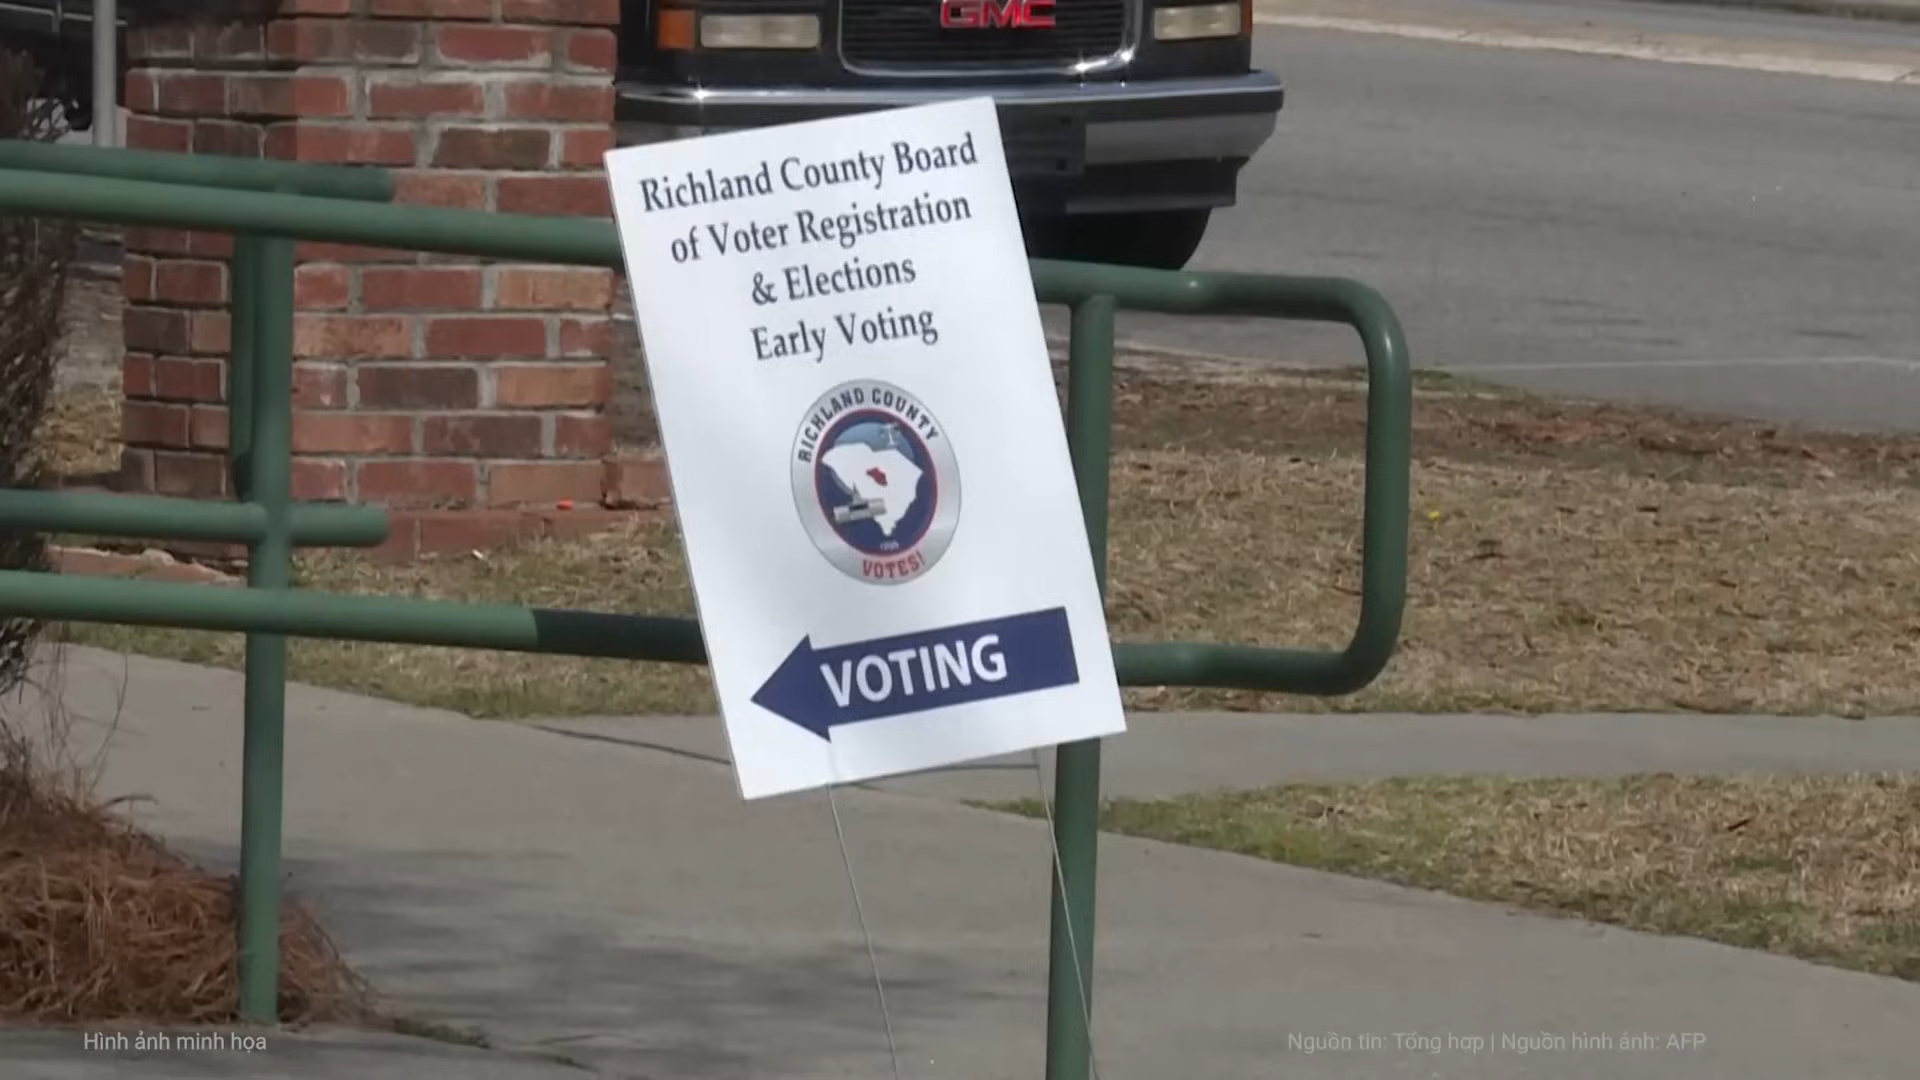 GMC
Richland County Board
of Voter Registration
& Elections
Early Voting
RICHLAND COUNTY
VOTES!
VOTING
Hình ảnh minh họa
Nguồn tin: Tổng hợp | Nguồn hình ảnh: AFP